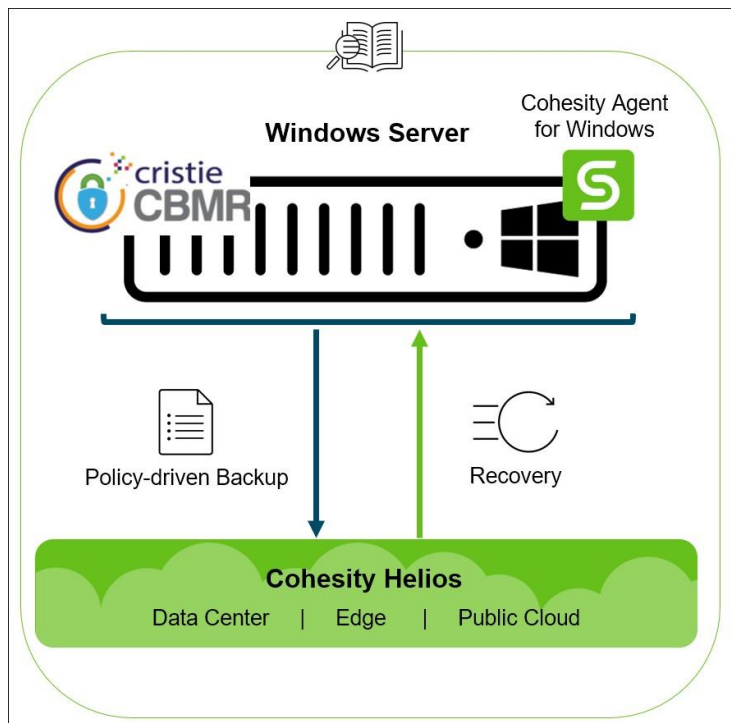 Cohesity Agent
for Windows
Windows Server
cristie
CBMR
S
Policy-driven Backup
Recovery
Cohesity Helios
Data Center | Edge | Public Cloud